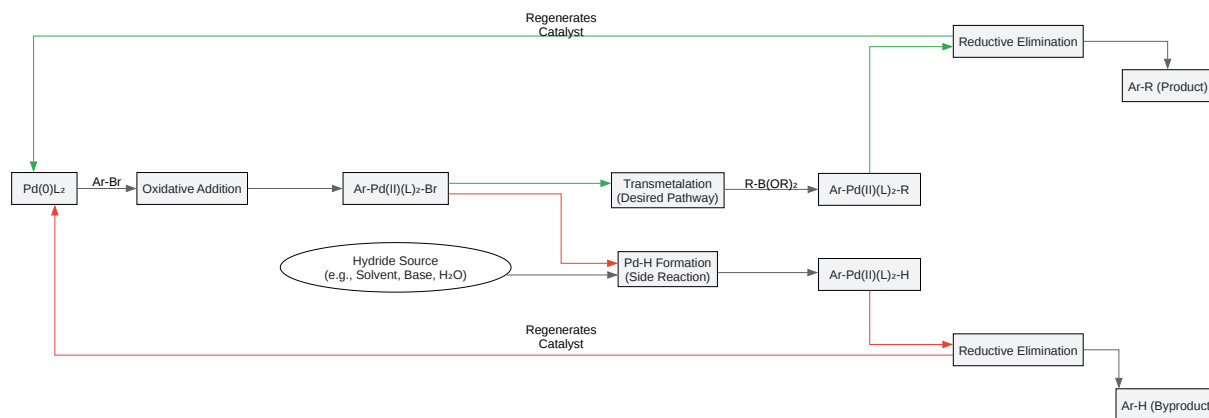 Regenerates
Catalyst
Reductive Elimination
Ar-R (Product)
Pd(0)L₂
Ar-Br
Oxidative Addition
Ar-Pd(II)(L)₂-Br
Transmetalation
(Desired Pathway)
R-B(OR)₂
Ar-Pd(II)(L)₂-R
Hydride Source
(e.g., Solvent, Base, H₂O)
Pd-H Formation
(Side Reaction)
Ar-Pd(II)(L)₂-H
Regenerates
Catalyst
Reductive Elimination
Ar-H (Byproduct